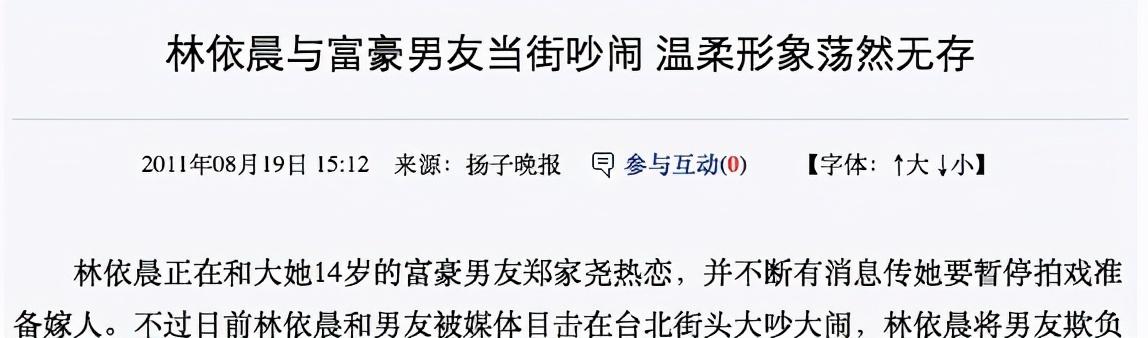 林依晨与富豪男友当街吵闹 温柔形象荡然无存
2011年08月19日 15:12 来源：扬子晚报 参与互动(0) 【字体：↑大 ↓小】
林依晨正在和大她14岁的富豪男友郑家尧热恋，并不断有消息传她要暂停拍戏准
备嫁人。不过日前林依晨和男友被媒体目击在台北街头大吵大闹，林依晨将男友欺负